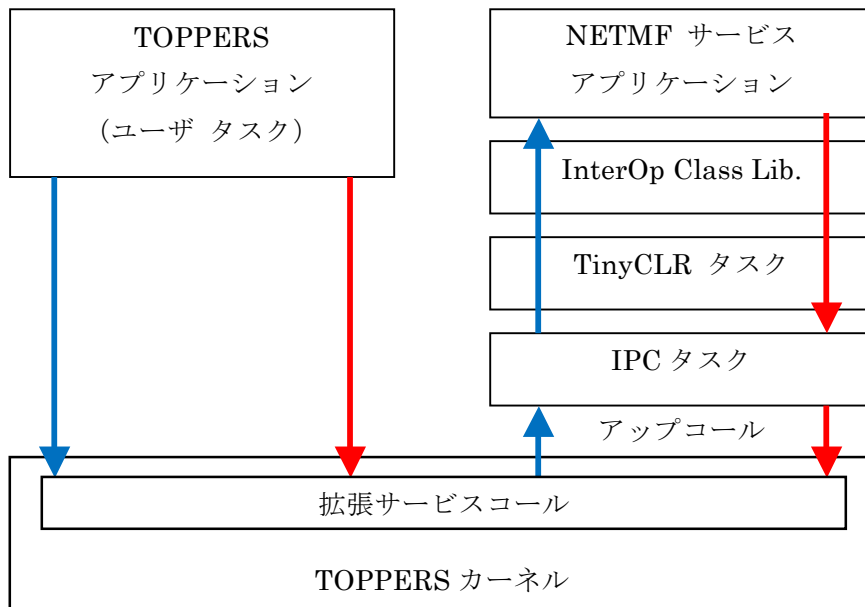 TOPPERS
アプリケーション
（ユーザ タスク）
NETMF サービス
アプリケーション
InterOp Class Lib.
TinyCLR タスク
IPC タスク
アップコール
拡張サービスコール
TOPPERS カーネル